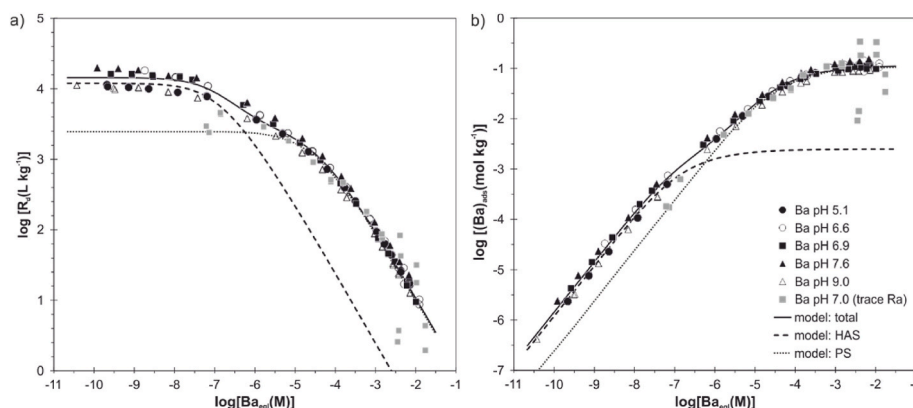 a)
5
4
3
2
1
0
log [Rs(L kg-1)]
-11 -10 -9 -8 -7 -6 -5 -4 -3 -2 -1
log[Basol(M)]
b)
0
-1
-2
-3
-4
-5
-6
-7
log [(Ba)ads(mol kg-1)]
Ba pH 5.1
Ba pH 6.6
Ba pH 6.9
Ba pH 7.6
Ba pH 9.0
Ba pH 7.0 (trace Ra)
model: total
model: HAS
model: PS
-11 -10 -9 -8 -7 -6 -5 -4 -3 -2 -1
log[Basol(M)]